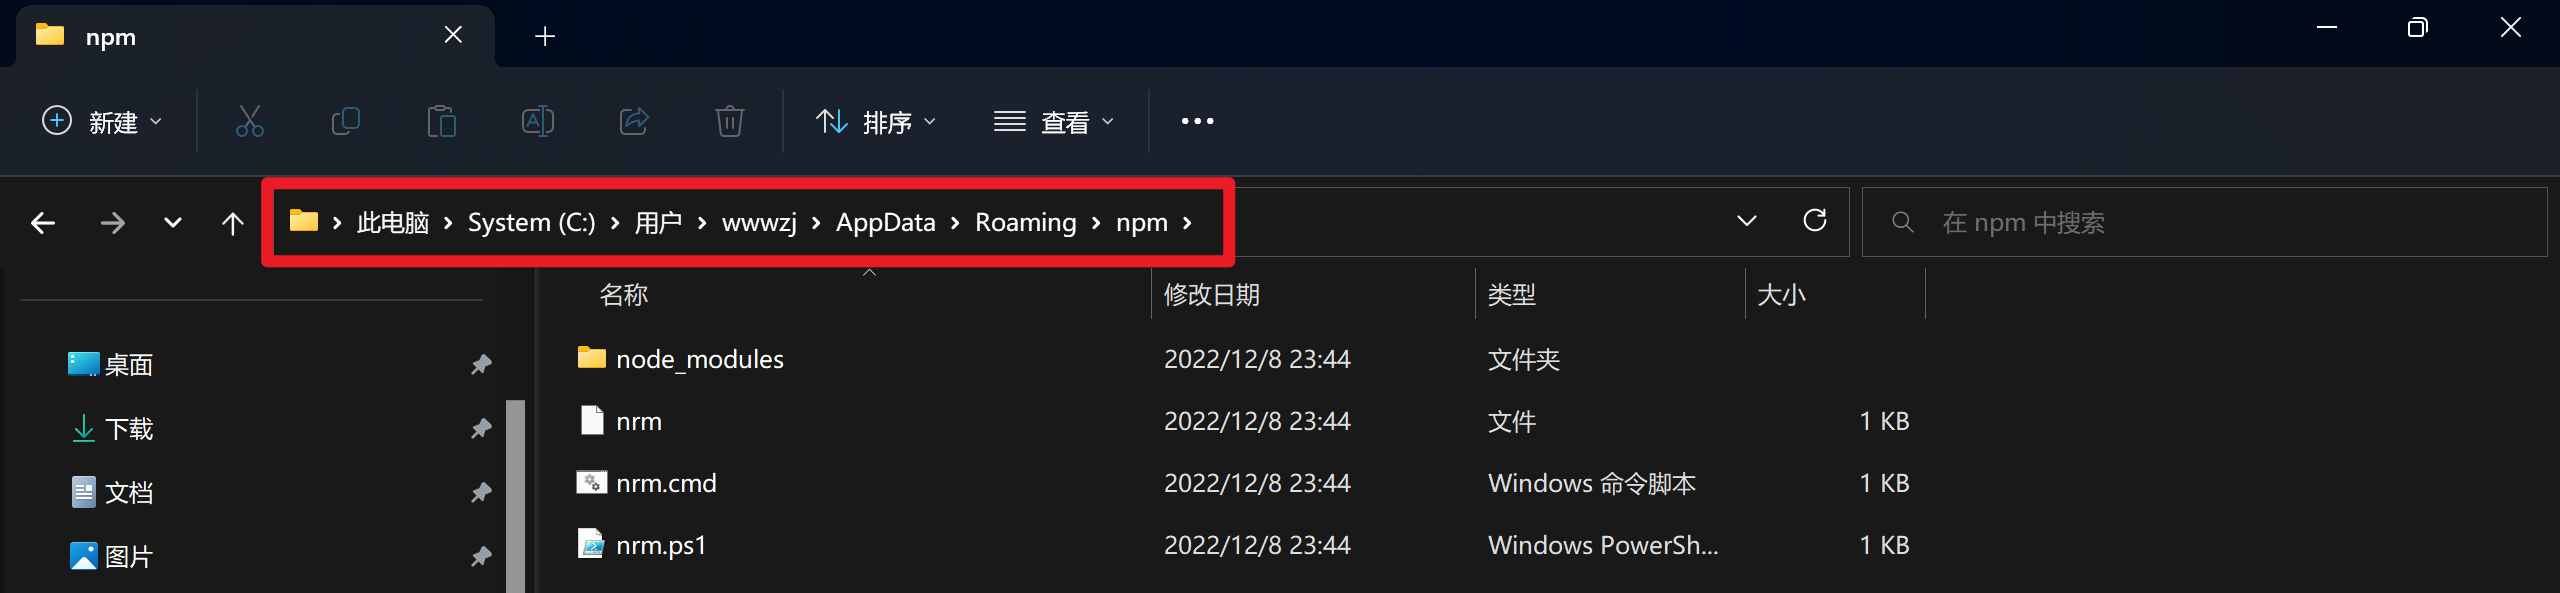 npm
新建
排序
查看
此电脑 System (C:) 用户 wwwzj AppData Roaming npm
在 npm 中搜索
名称 修改日期 类型 大小
桌面
下载
文档
图片
node_modules 2022/12/8 23:44 文件夹
nrm 2022/12/8 23:44 文件 1 KB
nrm.cmd 2022/12/8 23:44 Windows 命令脚本 1 KB
nrm.ps1 2022/12/8 23:44 Windows PowerSh... 1 KB